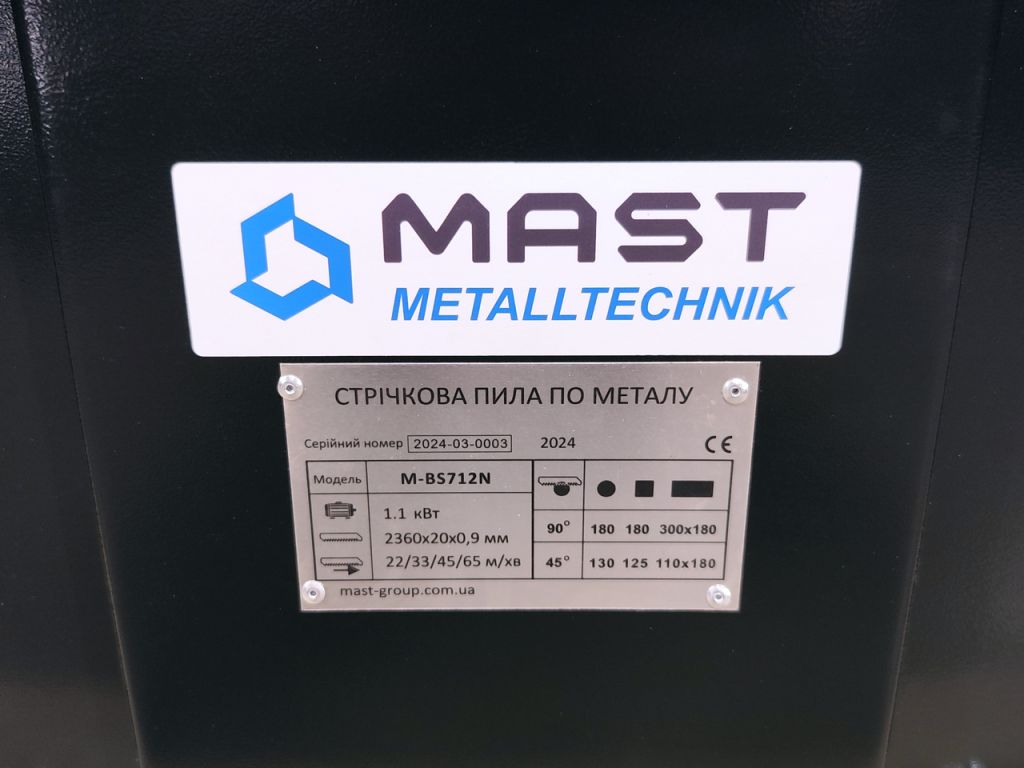 MAST
METALLTECHNIK
СТРІЧКОВА ПИЛА ПО МЕТАЛУ
Серійний номер 2024-03-0003 2024 CE
Модель M-BS712N
1.1 кВт
2360х20х0,9 мм
22/33/45/65 м/хв
90° 180 180 300x180
45° 130 125 110x180
mast-group.com.ua